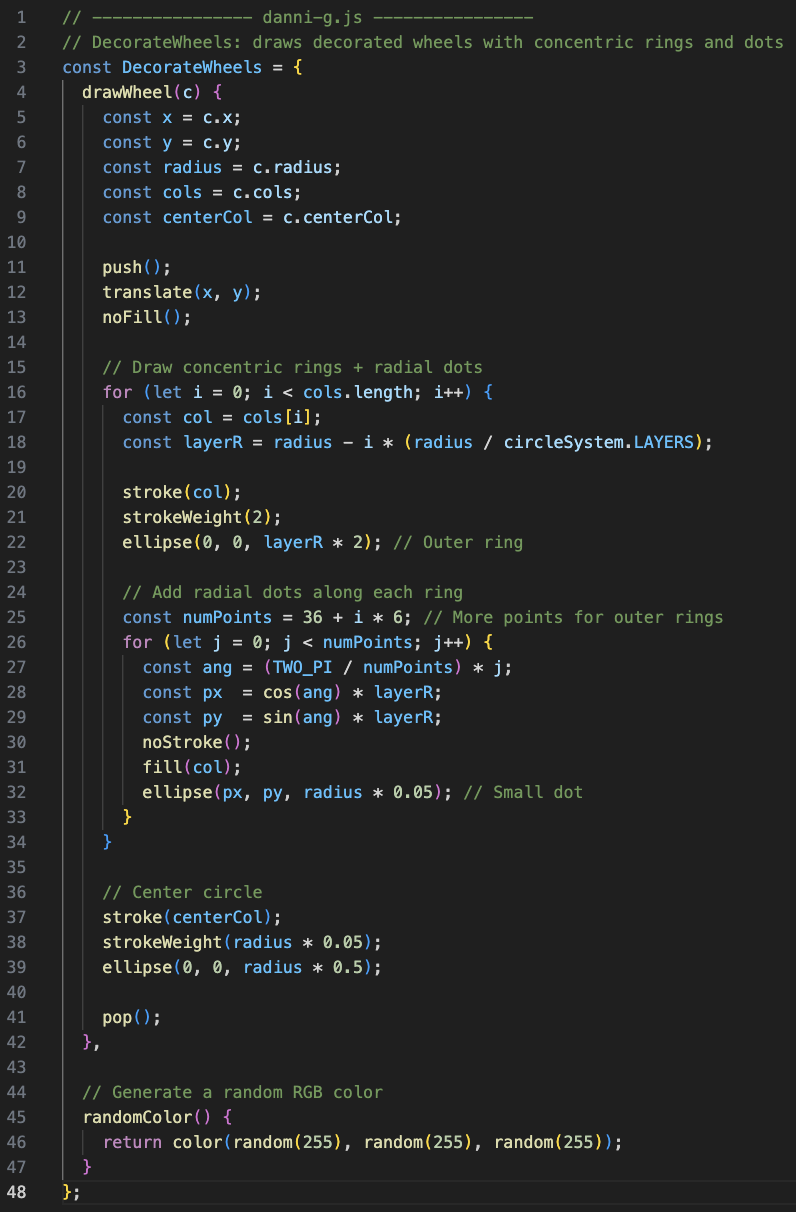 1 // ---------------- danni-g.js ----------------
2 // DecorateWheels: draws decorated wheels with concentric rings and dots
3 const DecorateWheels = {
4   drawWheel(c) {
5     const x = c.x;
6     const y = c.y;
7     const radius = c.radius;
8     const cols = c.cols;
9     const centerCol = c.centerCol;
10
11     push();
12     translate(x, y);
13     noFill();
14
15     // Draw concentric rings + radial dots
16     for (let i = 0; i < cols.length; i++) {
17       const col = cols[i];
18       const layerR = radius - i * (radius / circleSystem.LAYERS);
19
20       stroke(col);
21       strokeWeight(2);
22       ellipse(0, 0, layerR * 2); // Outer ring
23
24       // Add radial dots along each ring
25       const numPoints = 36 + i * 6; // More points for outer rings
26       for (let j = 0; j < numPoints; j++) {
27         const ang = (TWO_PI / numPoints) * j;
28         const px  = cos(ang) * layerR;
29         const py  = sin(ang) * layerR;
30         noStroke();
31         fill(col);
32         ellipse(px, py, radius * 0.05); // Small dot
33       }
34     }
35
36     // Center circle
37     stroke(centerCol);
38     strokeWeight(radius * 0.05);
39     ellipse(0, 0, radius * 0.5);
40
41     pop();
42   },
43
44   // Generate a random RGB color
45   randomColor() {
46     return color(random(255), random(255), random(255));
47   }
48 };